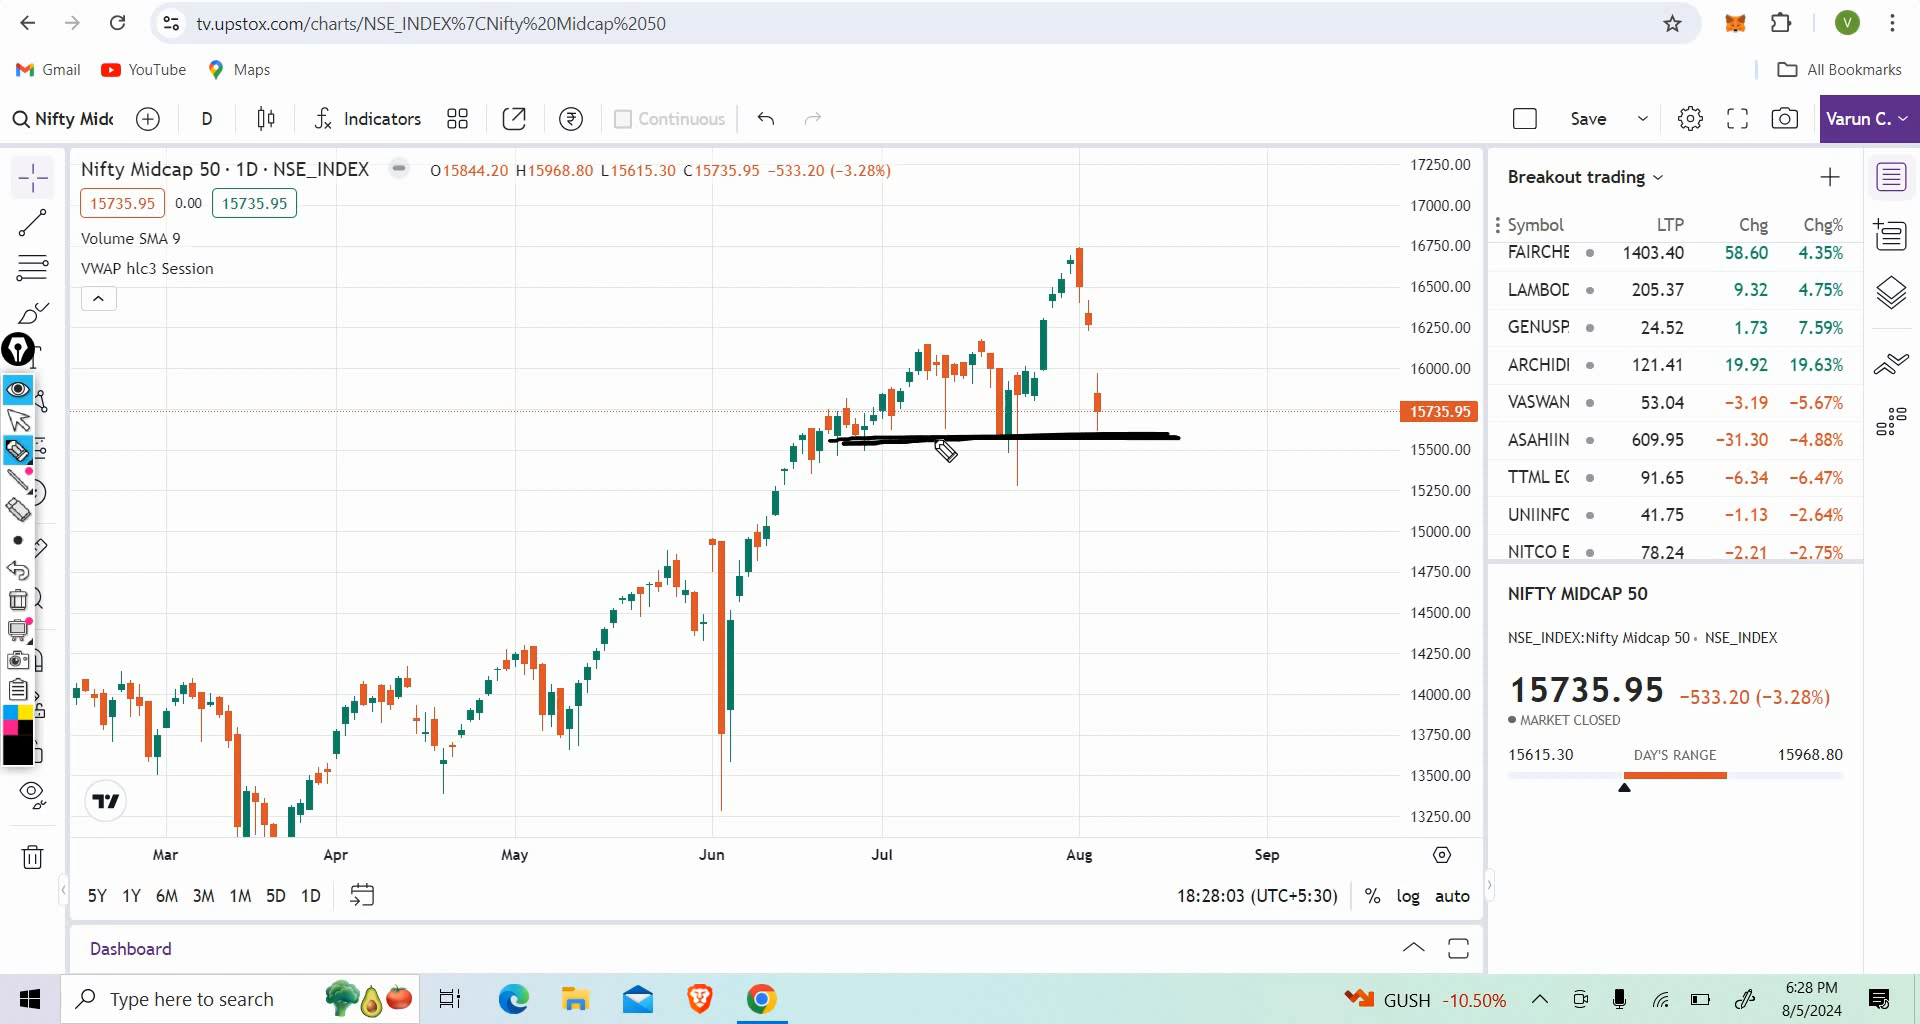 tv.upstox.com/charts/NSE_INDEX%7CNifty%20Midcap%2050
V
Gmail YouTube Maps
All Bookmarks
Nifty Midc D Indicators Continuous Save Varun C.
Nifty Midcap 50 · 1D · NSE_INDEX O15844.20 H15968.80 L15615.30 C15735.95 −533.20 (−3.28%)
15735.95 0.00 15735.95
Volume SMA 9
VWAP hlc3 Session
17250.00
17000.00
16750.00
16500.00
16250.00
16000.00
15735.95
15500.00
15250.00
15000.00
14750.00
14500.00
14250.00
14000.00
13750.00
13500.00
13250.00
Mar Apr May Jun Jul Aug Sep
5Y 1Y 6M 3M 1M 5D 1D
18:28:03 (UTC+5:30) % log auto
Dashboard
Breakout trading
Symbol LTP Chg Chg%
FAIRCHE 1403.40 58.60 4.35%
LAMBOD 205.37 9.32 4.75%
GENUSP. 24.52 1.73 7.59%
ARCHIDI 121.41 19.92 19.63%
VASWAN 53.04 −3.19 −5.67%
ASAHIIN 609.95 −31.30 −4.88%
TTML EQ 91.65 −6.34 −6.47%
UNIINFO 41.75 −1.13 −2.64%
NITCO E 78.24 −2.21 −2.75%
NIFTY MIDCAP 50
NSE_INDEX:Nifty Midcap 50 • NSE_INDEX
15735.95 −533.20 (−3.28%)
MARKET CLOSED
15615.30 DAY'S RANGE 15968.80
Type here to search
GUSH -10.50%
6:28 PM
8/5/2024